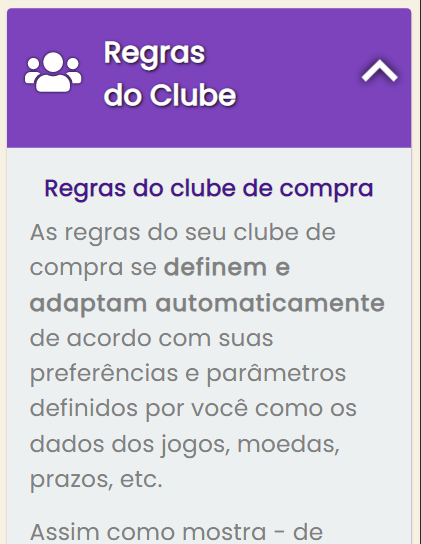 Regras
do Clube
Regras do clube de compra
As regras do seu clube de
compra se definem e
adaptam automaticamente
de acordo com suas
preferências e parâmetros
definidos por você como os
dados dos jogos, moedas,
prazos, etc.
Assim como mostra - de